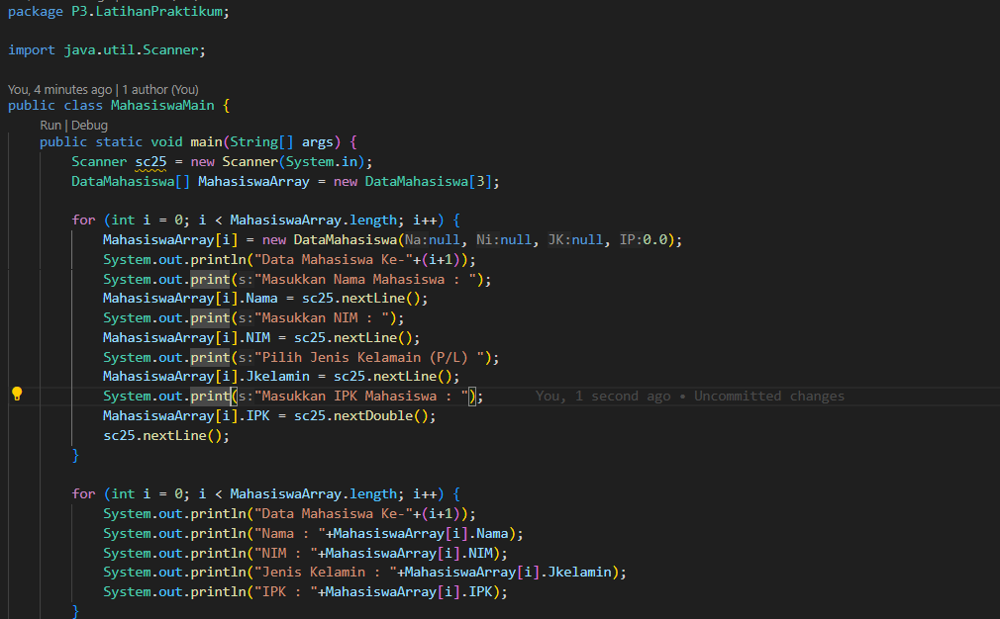 package P3.LatihanPraktikum;
import java.util.Scanner;
You, 4 minutes ago | 1 author (You)
public class MahasiswaMain {
Run | Debug
public static void main(String[] args) {
Scanner sc25 = new Scanner(System.in);
DataMahasiswa[] MahasiswaArray = new DataMahasiswa[3];
for (int i = 0; i < MahasiswaArray.length; i++) {
MahasiswaArray[i] = new DataMahasiswa(Na:null, Ni:null, JK:null, IP:0.0);
System.out.println("Data Mahasiswa Ke-"+(i+1));
System.out.print(s:"Masukkan Nama Mahasiswa : ");
MahasiswaArray[i].Nama = sc25.nextLine();
System.out.print(s:"Masukkan NIM : ");
MahasiswaArray[i].NIM = sc25.nextLine();
System.out.print(s:"Pilih Jenis Kelamain (P/L) ");
MahasiswaArray[i].Jkelamin = sc25.nextLine();
System.out.print(s:"Masukkan IPK Mahasiswa : "); You, 1 second ago • Uncommitted changes
MahasiswaArray[i].IPK = sc25.nextDouble();
sc25.nextLine();
}
for (int i = 0; i < MahasiswaArray.length; i++) {
System.out.println("Data Mahasiswa Ke-"+(i+1));
System.out.println("Nama : "+MahasiswaArray[i].Nama);
System.out.println("NIM : "+MahasiswaArray[i].NIM);
System.out.println("Jenis Kelamin : "+MahasiswaArray[i].Jkelamin);
System.out.println("IPK : "+MahasiswaArray[i].IPK);
}